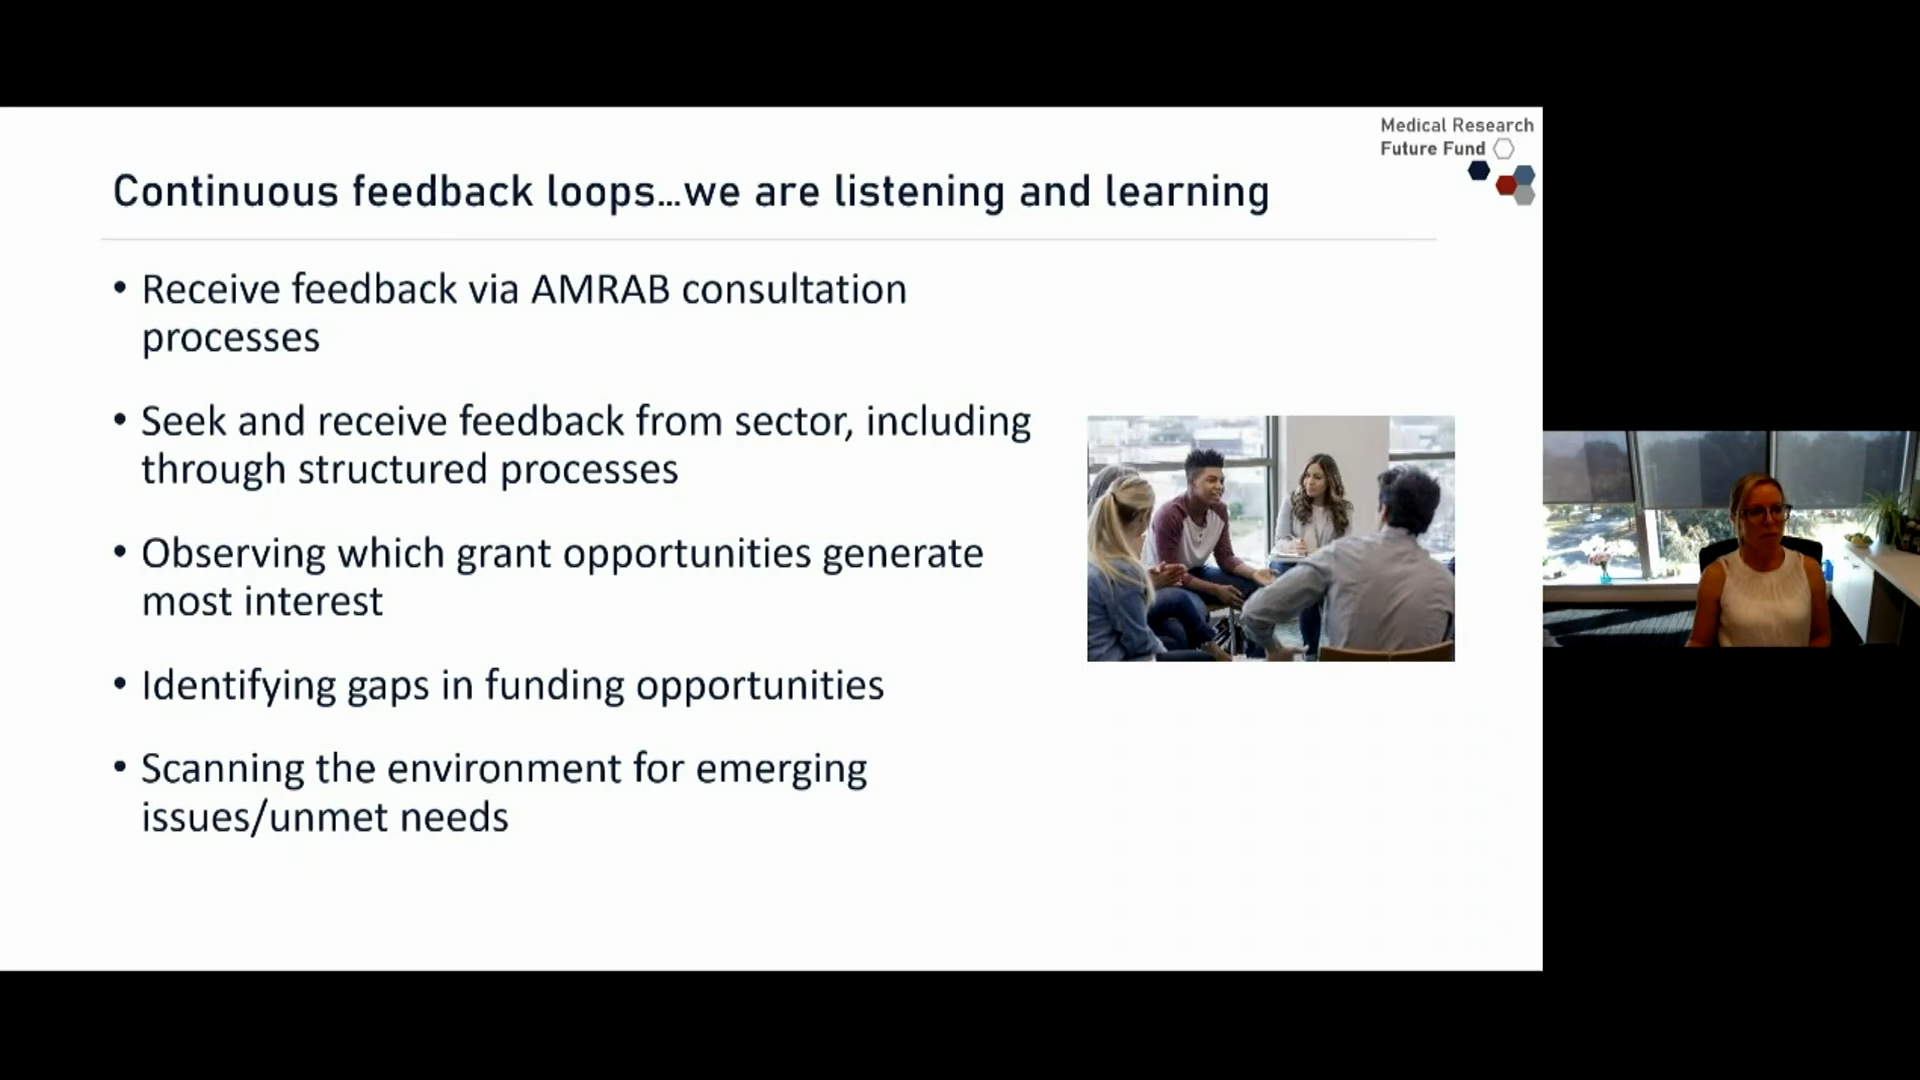 Medical Research
Future Fund
Continuous feedback loops...we are listening and learning
• Receive feedback via AMRAB consultation
processes
• Seek and receive feedback from sector, including
through structured processes
• Observing which grant opportunities generate
most interest
• Identifying gaps in funding opportunities
• Scanning the environment for emerging
issues/unmet needs